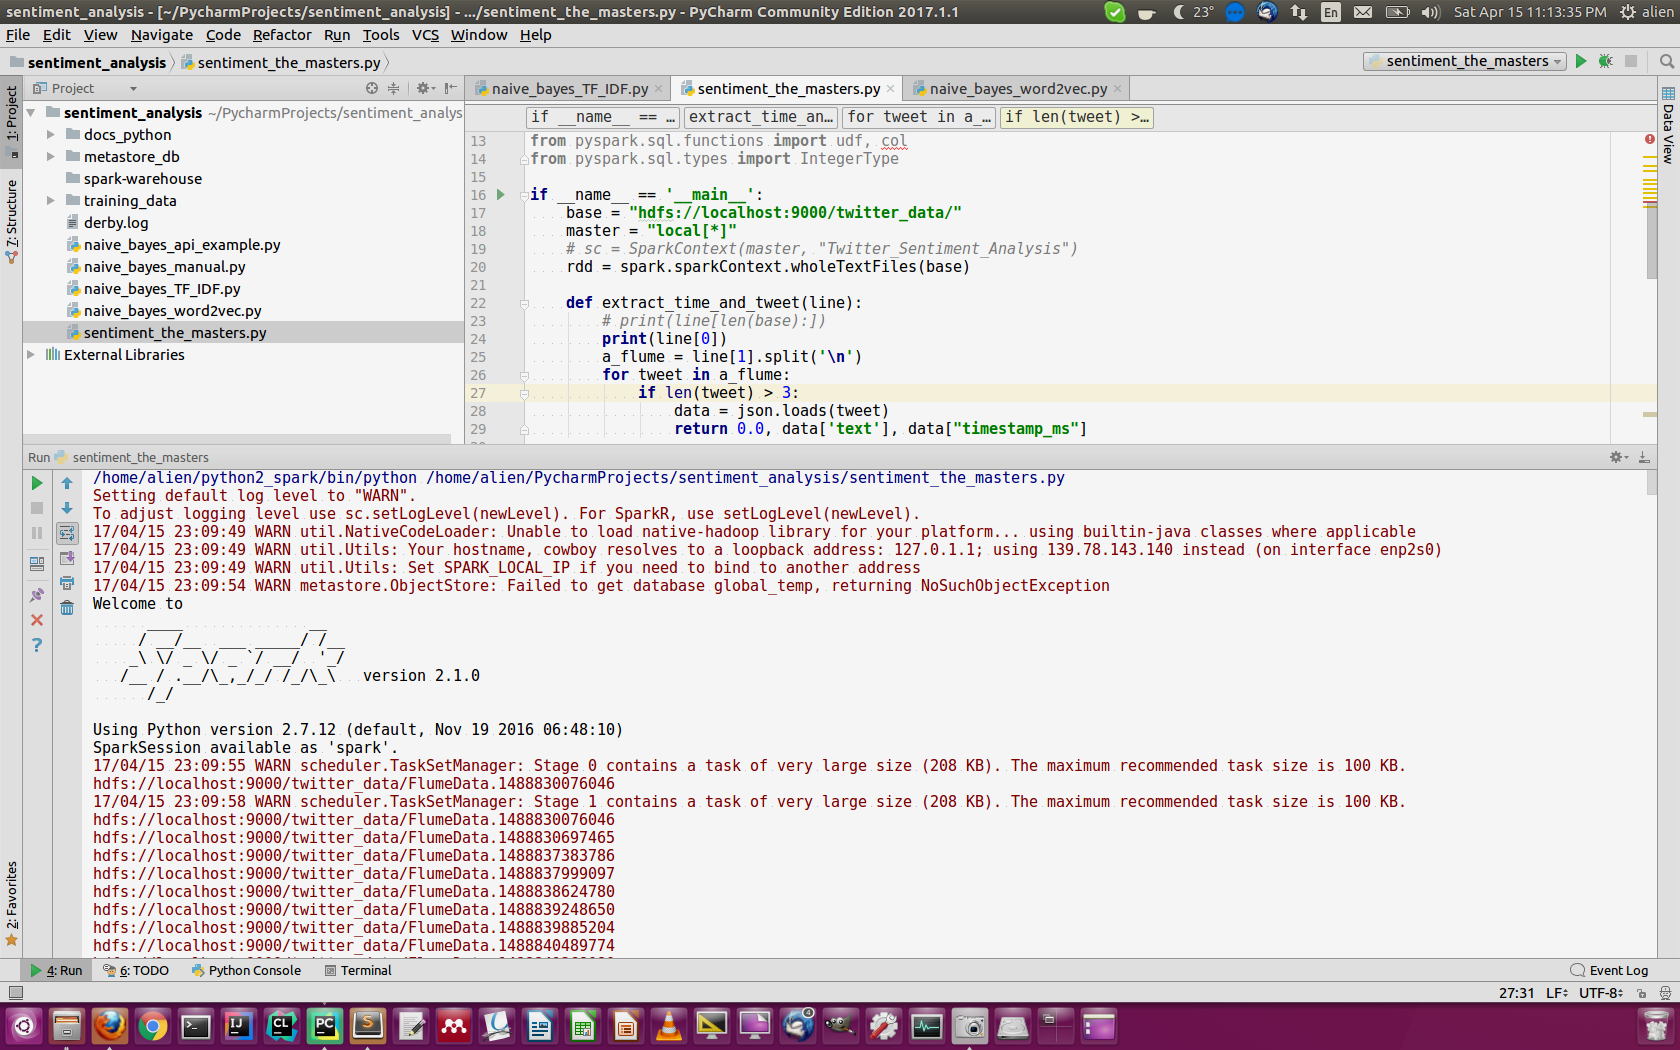 sentiment_analysis - [~/PycharmProjects/sentiment_analysis] - .../sentiment_the_masters.py - PyCharm Community Edition 2017.1.1
23° En Sat Apr 15 11:13:35 PM alien
File Edit View Navigate Code Refactor Run Tools VCS Window Help
sentiment_analysis sentiment_the_masters.py
sentiment_the_masters
Project
naive_bayes_TF_IDF.py sentiment_the_masters.py naive_bayes_word2vec.py
1: Project
7: Structure
2: Favorites
Data View
sentiment_analysis ~/PycharmProjects/sentiment_analys
docs_python
metastore_db
spark-warehouse
training_data
derby.log
naive_bayes_api_example.py
naive_bayes_manual.py
naive_bayes_TF_IDF.py
naive_bayes_word2vec.py
sentiment_the_masters.py
External Libraries
if __name__ == … extract_time_an… for tweet in a_… if len(tweet) >…
13 from pyspark.sql.functions import udf, col
14 from pyspark.sql.types import IntegerType
15
16 if __name__ == '__main__':
17 base = "hdfs://localhost:9000/twitter_data/"
18 master = "local[*]"
19 # sc = SparkContext(master, "Twitter_Sentiment_Analysis")
20 rdd = spark.sparkContext.wholeTextFiles(base)
21
22 def extract_time_and_tweet(line):
23 # print(line[len(base):])
24 print(line[0])
25 a_flume = line[1].split('\n')
26 for tweet in a_flume:
27 if len(tweet) > 3:
28 data = json.loads(tweet)
29 return 0.0, data['text'], data["timestamp_ms"]
Run sentiment_the_masters
/home/alien/python2_spark/bin/python /home/alien/PycharmProjects/sentiment_analysis/sentiment_the_masters.py
Setting default log level to "WARN".
To adjust logging level use sc.setLogLevel(newLevel). For SparkR, use setLogLevel(newLevel).
17/04/15 23:09:49 WARN util.NativeCodeLoader: Unable to load native-hadoop library for your platform... using builtin-java classes where applicable
17/04/15 23:09:49 WARN util.Utils: Your hostname, cowboy resolves to a loopback address: 127.0.1.1; using 139.78.143.140 instead (on interface enp2s0)
17/04/15 23:09:49 WARN util.Utils: Set SPARK_LOCAL_IP if you need to bind to another address
17/04/15 23:09:54 WARN metastore.ObjectStore: Failed to get database global_temp, returning NoSuchObjectException
Welcome to
      ____              __
     / __/__  ___ _____/ /__
    _\ \/ _ \/ _ `/ __/  '_/
   /__ / .__/\_,_/_/ /_/\_\   version 2.1.0
      /_/
Using Python version 2.7.12 (default, Nov 19 2016 06:48:10)
SparkSession available as 'spark'.
17/04/15 23:09:55 WARN scheduler.TaskSetManager: Stage 0 contains a task of very large size (208 KB). The maximum recommended task size is 100 KB.
hdfs://localhost:9000/twitter_data/FlumeData.1488830076046
17/04/15 23:09:58 WARN scheduler.TaskSetManager: Stage 1 contains a task of very large size (208 KB). The maximum recommended task size is 100 KB.
hdfs://localhost:9000/twitter_data/FlumeData.1488830076046
hdfs://localhost:9000/twitter_data/FlumeData.1488830697465
hdfs://localhost:9000/twitter_data/FlumeData.1488837383786
hdfs://localhost:9000/twitter_data/FlumeData.1488837999097
hdfs://localhost:9000/twitter_data/FlumeData.1488838624780
hdfs://localhost:9000/twitter_data/FlumeData.1488839248650
hdfs://localhost:9000/twitter_data/FlumeData.1488839885204
hdfs://localhost:9000/twitter_data/FlumeData.1488840489774
4: Run 6: TODO Python Console Terminal Event Log
27:31 LF UTF-8
IJ CL PC S 4